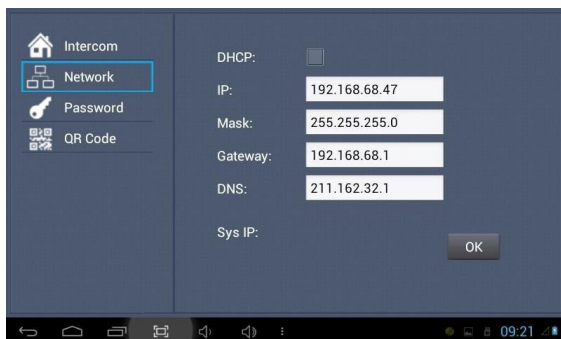 Intercom
Network
Password
QR Code
DHCP:
IP: 192.168.68.47
Mask: 255.255.255.0
Gateway: 192.168.68.1
DNS: 211.162.32.1
Sys IP:
OK
09:21